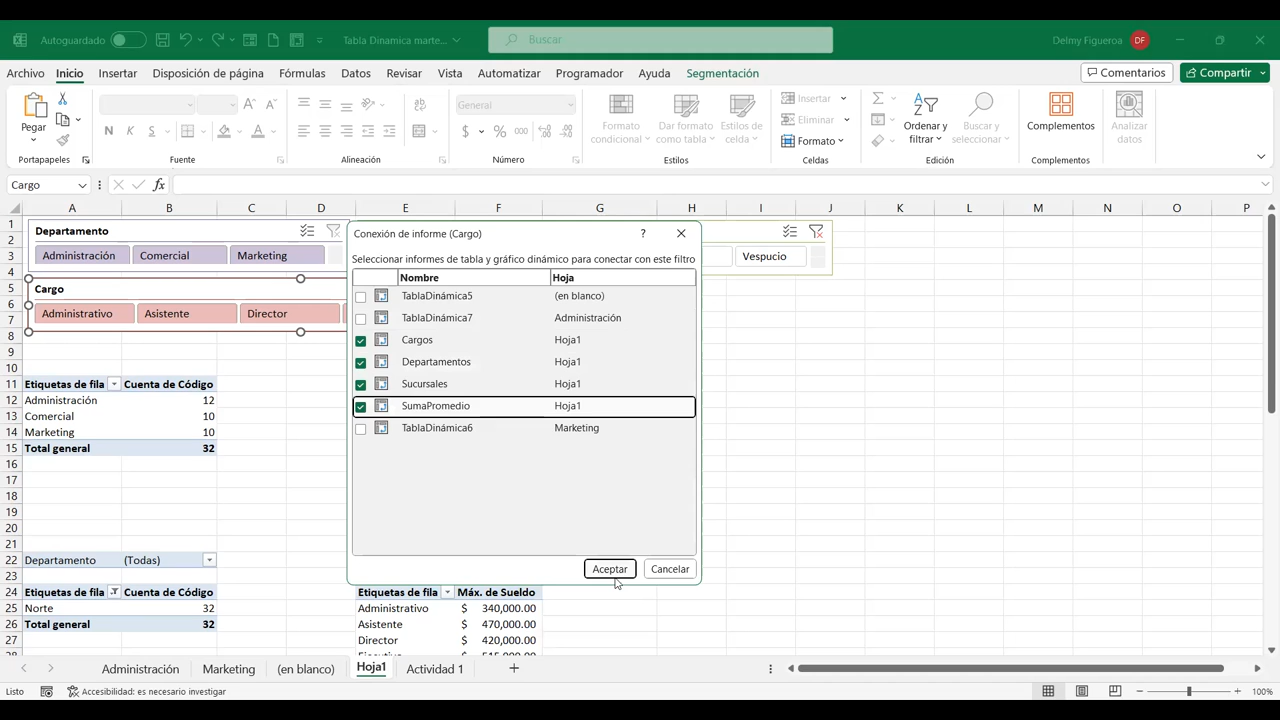 Autoguardado
Tabla Dinamica marte...
Buscar
Delmy Figueroa
DF
Archivo
Inicio
Insertar
Disposición de página
Fórmulas
Datos
Revisar
Vista
Automatizar
Programador
Ayuda
Segmentación
Comentarios
Compartir
Pegar
Portapapeles
N K S
Fuente
Alineación
General
$ % 000
Número
Formato condicional
Dar formato como tabla
Estilos de celda
Estilos
Insertar
Eliminar
Formato
Celdas
Ordenar y filtrar
Buscar y seleccionar
Edición
Complementos
Complementos
Analizar datos
Cargo
fx
A B C D E F G H I J K L M N O P
1
2
3
4
5
6
7
8
9
10
11
12
13
14
15
16
17
18
19
20
21
22
23
24
25
26
27
Departamento
Administración Comercial Marketing
Vespucio
Cargo
Administrativo Asistente Director
Etiquetas de fila Cuenta de Código
Administración 12
Comercial 10
Marketing 10
Total general 32
Departamento (Todas)
Etiquetas de fila Cuenta de Código
Norte 32
Total general 32
Conexión de informe (Cargo)
?
Seleccionar informes de tabla y gráfico dinámico para conectar con este filtro
Nombre Hoja
TablaDinámica5 (en blanco)
TablaDinámica7 Administración
Cargos Hoja1
Departamentos Hoja1
Sucursales Hoja1
SumaPromedio Hoja1
TablaDinámica6 Marketing
Aceptar Cancelar
Etiquetas de fila Máx. de Sueldo
Administrativo $ 340,000.00
Asistente $ 470,000.00
Director $ 420,000.00
Ejecutivo $ 515,000.00
Administración Marketing (en blanco) Hoja1 Actividad 1
Listo
Accesibilidad: es necesario investigar
100%